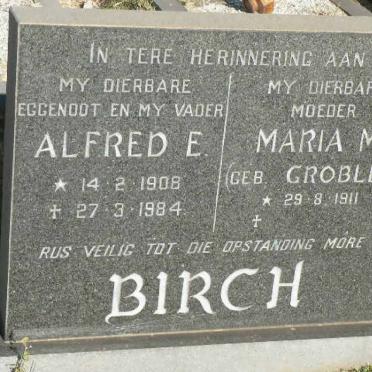 IN TERE HERINNERING AAN
MY DIERBARE
EGGENOOT EN MY VADER
ALFRED E.
★ 14·2·1908
✝ 27·3·1984
MY DIERBAR
MOEDER
MARIA M
(GEB. GROBL
★ 29·8·1911
✝
RUS VEILIG TOT DIE OPSTANDING MÔRE
BIRCH